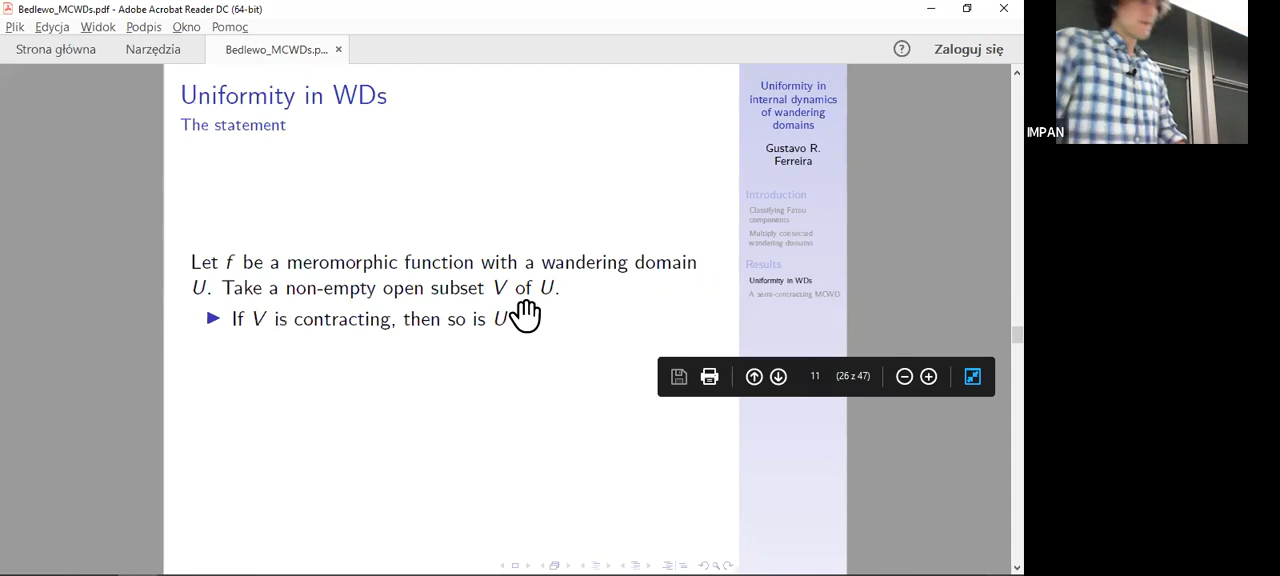 Bedlewo_MCWDs.pdf - Adobe Acrobat Reader DC (64-bit)
Plik Edycja Widok Podpis Okno Pomoc
Strona główna Narzędzia Bedlewo_MCWDs.p... × Zaloguj się
Uniformity in WDs
The statement
Let f be a meromorphic function with a wandering domain
U. Take a non-empty open subset V of U.
If V is contracting, then so is U
Uniformity in
internal dynamics
of wandering
domains
Gustavo R.
Ferreira
Introduction
Classifying Fatou
components
Multiply connected
wandering domains
Results
Uniformity in WDs
A semi-contracting MCWD
11 (26 z 47)
IMPAN